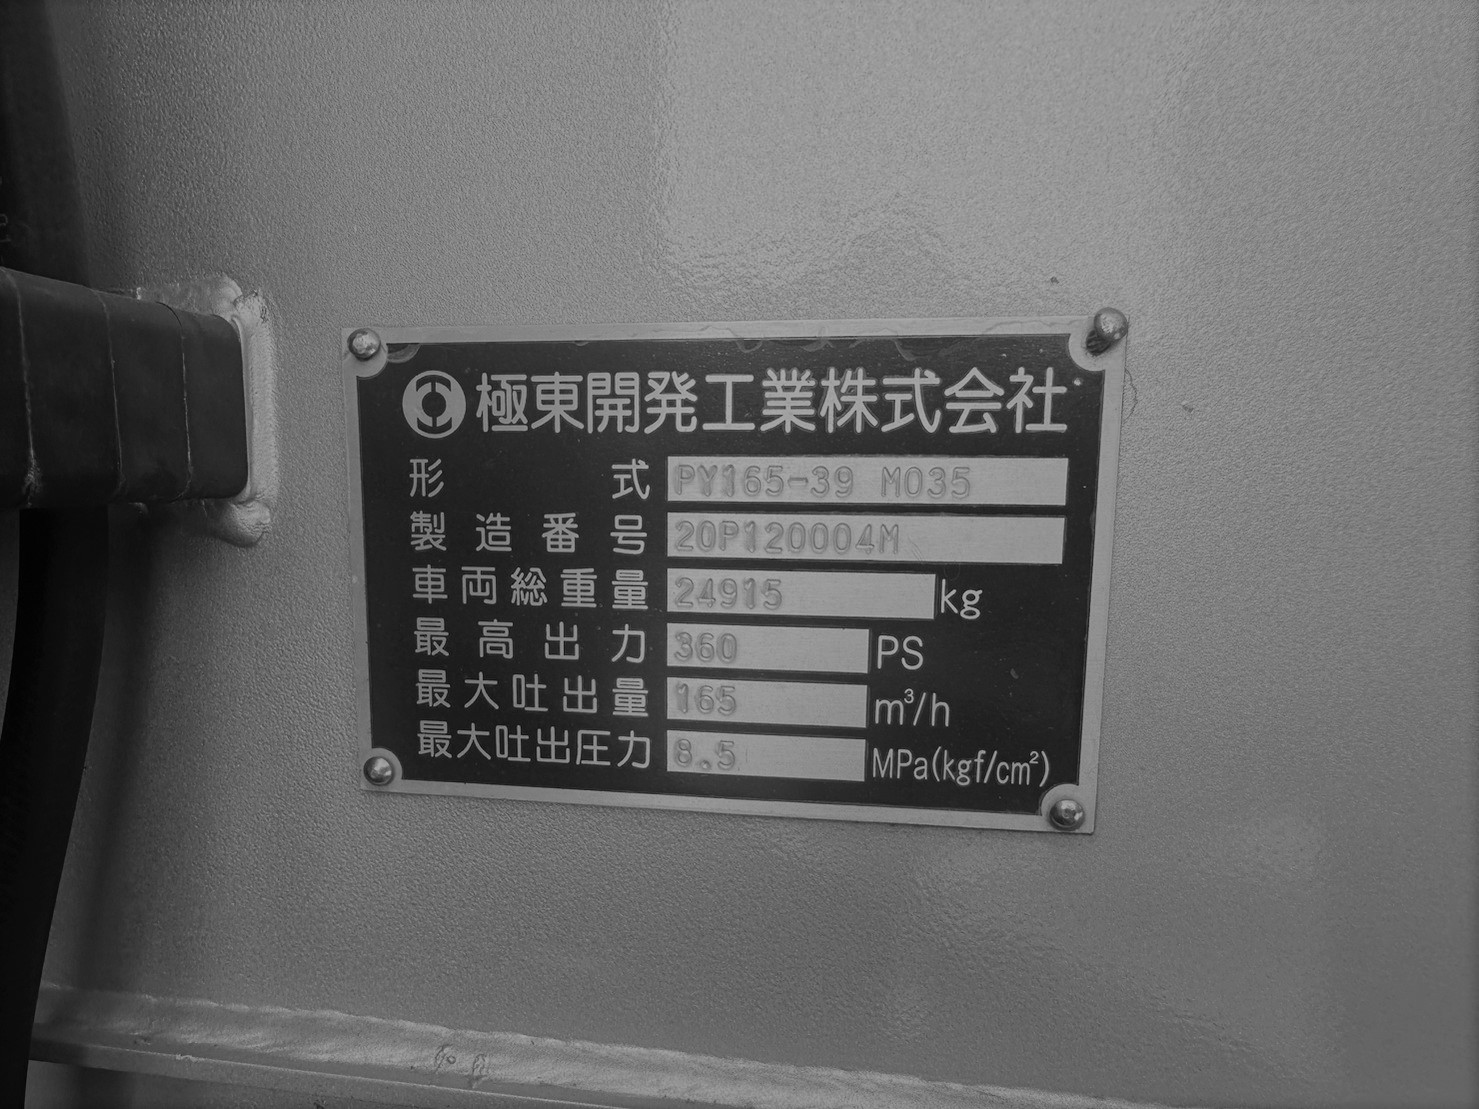 極東開発工業株式会社
形式 PY165-39 M035
製造番号 20P120004M
車両総重量 24915 kg
最高出力 360 PS
最大吐出量 165 m³/h
最大吐出圧力 8.5 MPa(kgf/cm²)